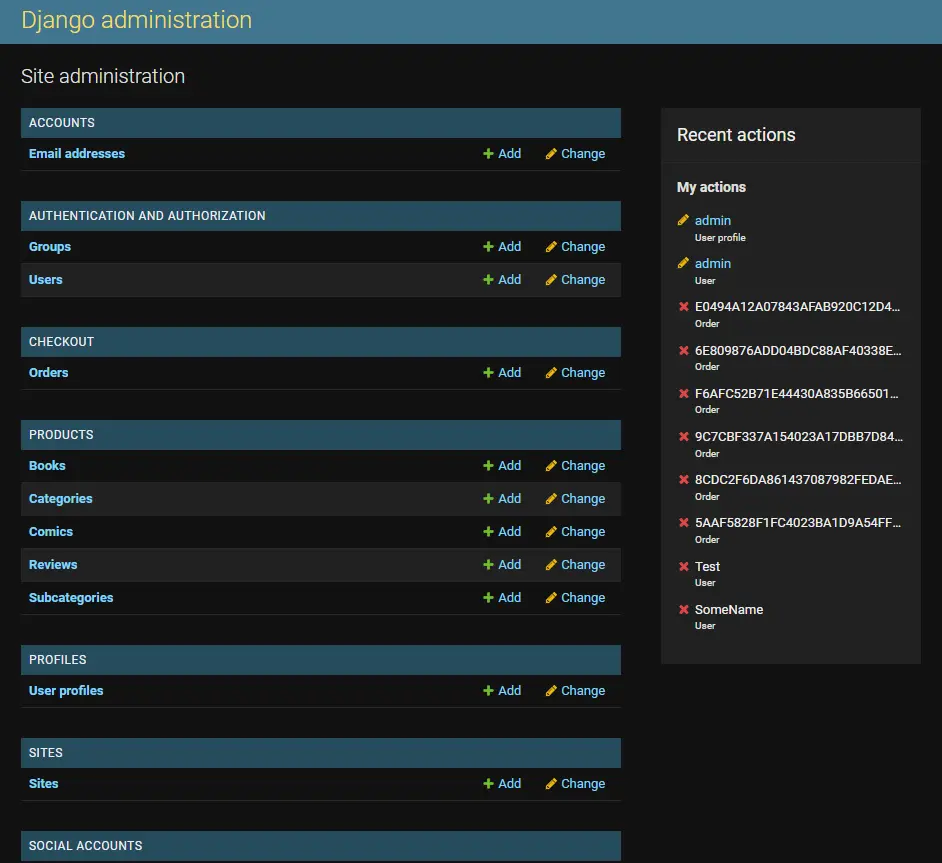 Django administration
Site administration
ACCOUNTS
Email addresses Add Change
AUTHENTICATION AND AUTHORIZATION
Groups Add Change
Users Add Change
CHECKOUT
Orders Add Change
PRODUCTS
Books Add Change
Categories Add Change
Comics Add Change
Reviews Add Change
Subcategories Add Change
PROFILES
User profiles Add Change
SITES
Sites Add Change
SOCIAL ACCOUNTS
Recent actions
My actions
admin
User profile
admin
User
E0494A12A07843AFAB920C12D4…
Order
6E809876ADD04BDC88AF40338E…
Order
F6AFC52B71E44430A835B66501…
Order
9C7CBF337A154023A17DBB7D84…
Order
8CDC2F6DA861437087982FEDAE…
Order
5AAF5828F1FC4023BA1D9A54FF…
Order
Test
User
SomeName
User